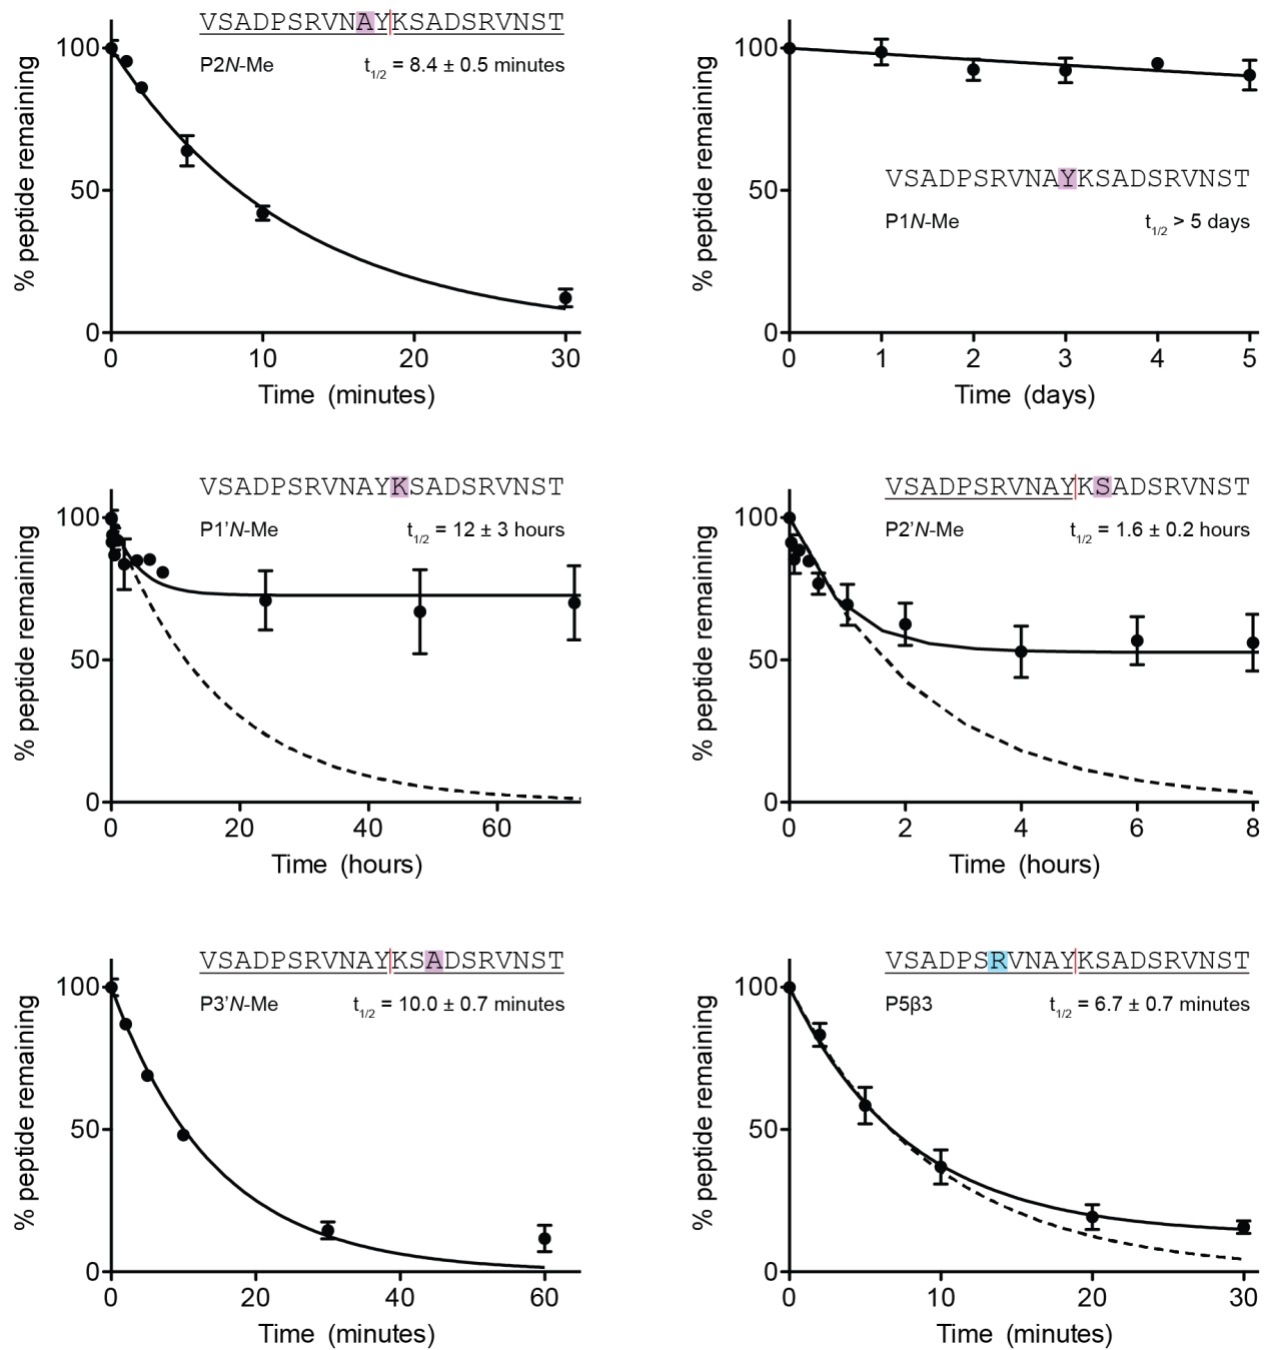 VSADPSRVNAYKSADSRVNST
P2N-Me t1/2 = 8.4 ± 0.5 minutes
% peptide remaining
100
50
0
0 10 20 30
Time (minutes)
% peptide remaining
100
50
0
VSADPSRVNAYKSADSRVNST
P1N-Me t1/2 > 5 days
0 1 2 3 4 5
Time (days)
VSADPSRVNAYKSADSRVNST
P1'N-Me t1/2 = 12 ± 3 hours
% peptide remaining
100
50
0
0 20 40 60
Time (hours)
VSADPSRVNAYKSADSRVNST
P2'N-Me t1/2 = 1.6 ± 0.2 hours
% peptide remaining
100
50
0
0 2 4 6 8
Time (hours)
VSADPSRVNAYKSADSRVNST
P3'N-Me t1/2 = 10.0 ± 0.7 minutes
% peptide remaining
100
50
0
0 20 40 60
Time (minutes)
VSADPSRVNAYKSADSRVNST
P5β3 t1/2 = 6.7 ± 0.7 minutes
% peptide remaining
100
50
0
0 10 20 30
Time (minutes)